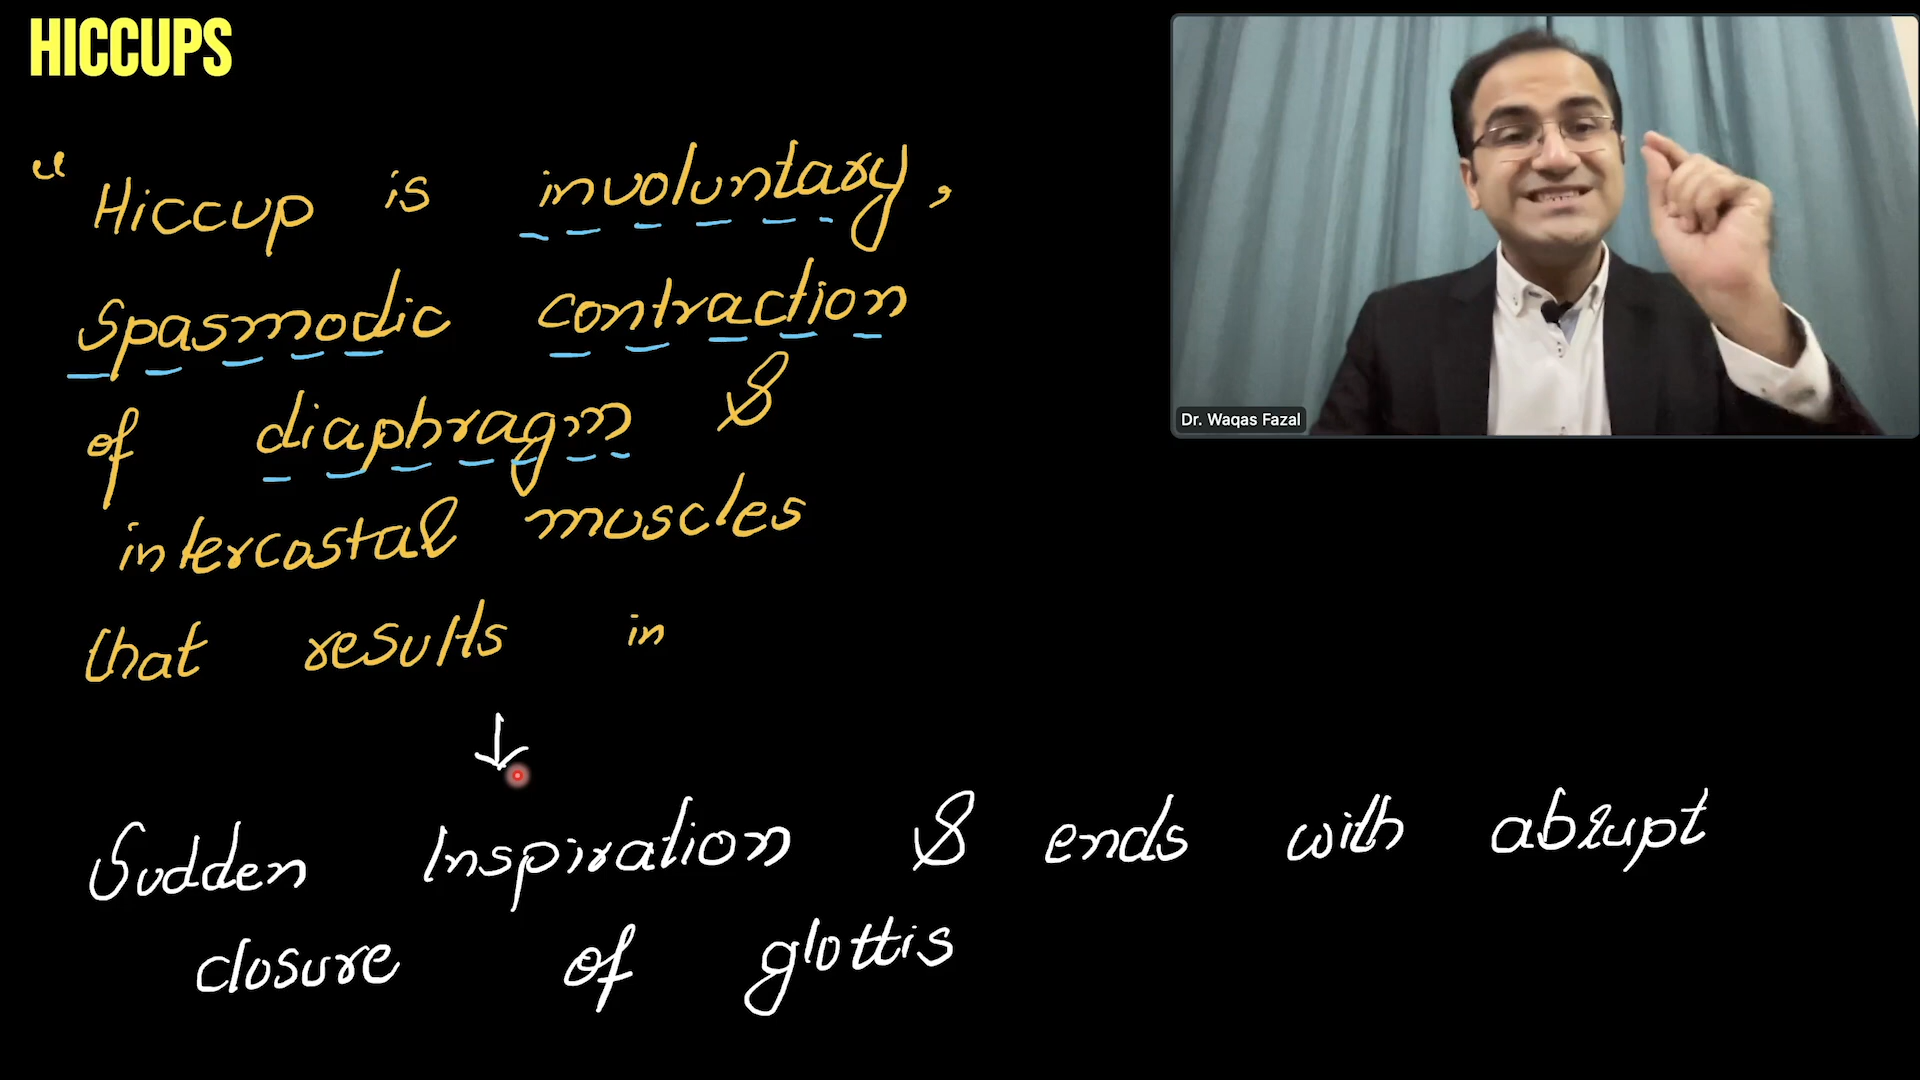 HICCUPS
" Hiccup is involuntary,
spasmodic contraction
of diaphragm &
intercostal muscles
that results in
↓
Sudden Inspiration & ends with abrupt
closure of glottis
Dr. Waqas Fazal